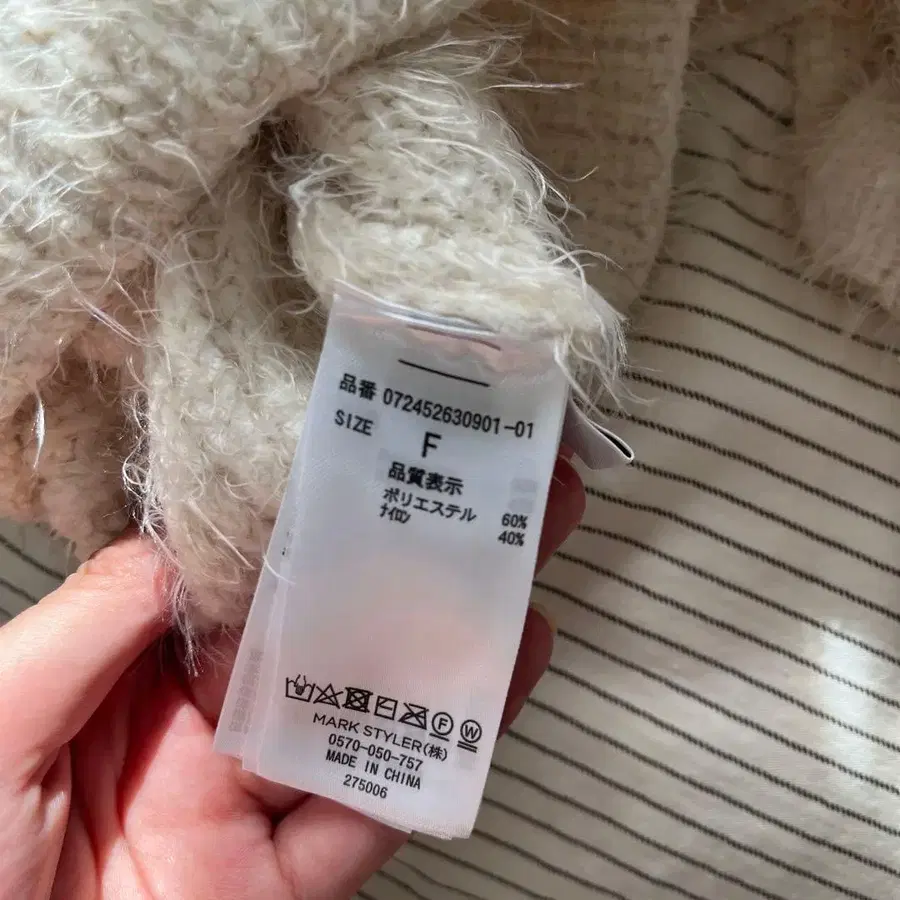 品番 072452630901-01
SIZE F
品質表示
ポリエステル 60%
ナイロン 40%
F W
MARK STYLER(株)
0570-050-757
MADE IN CHINA
275006